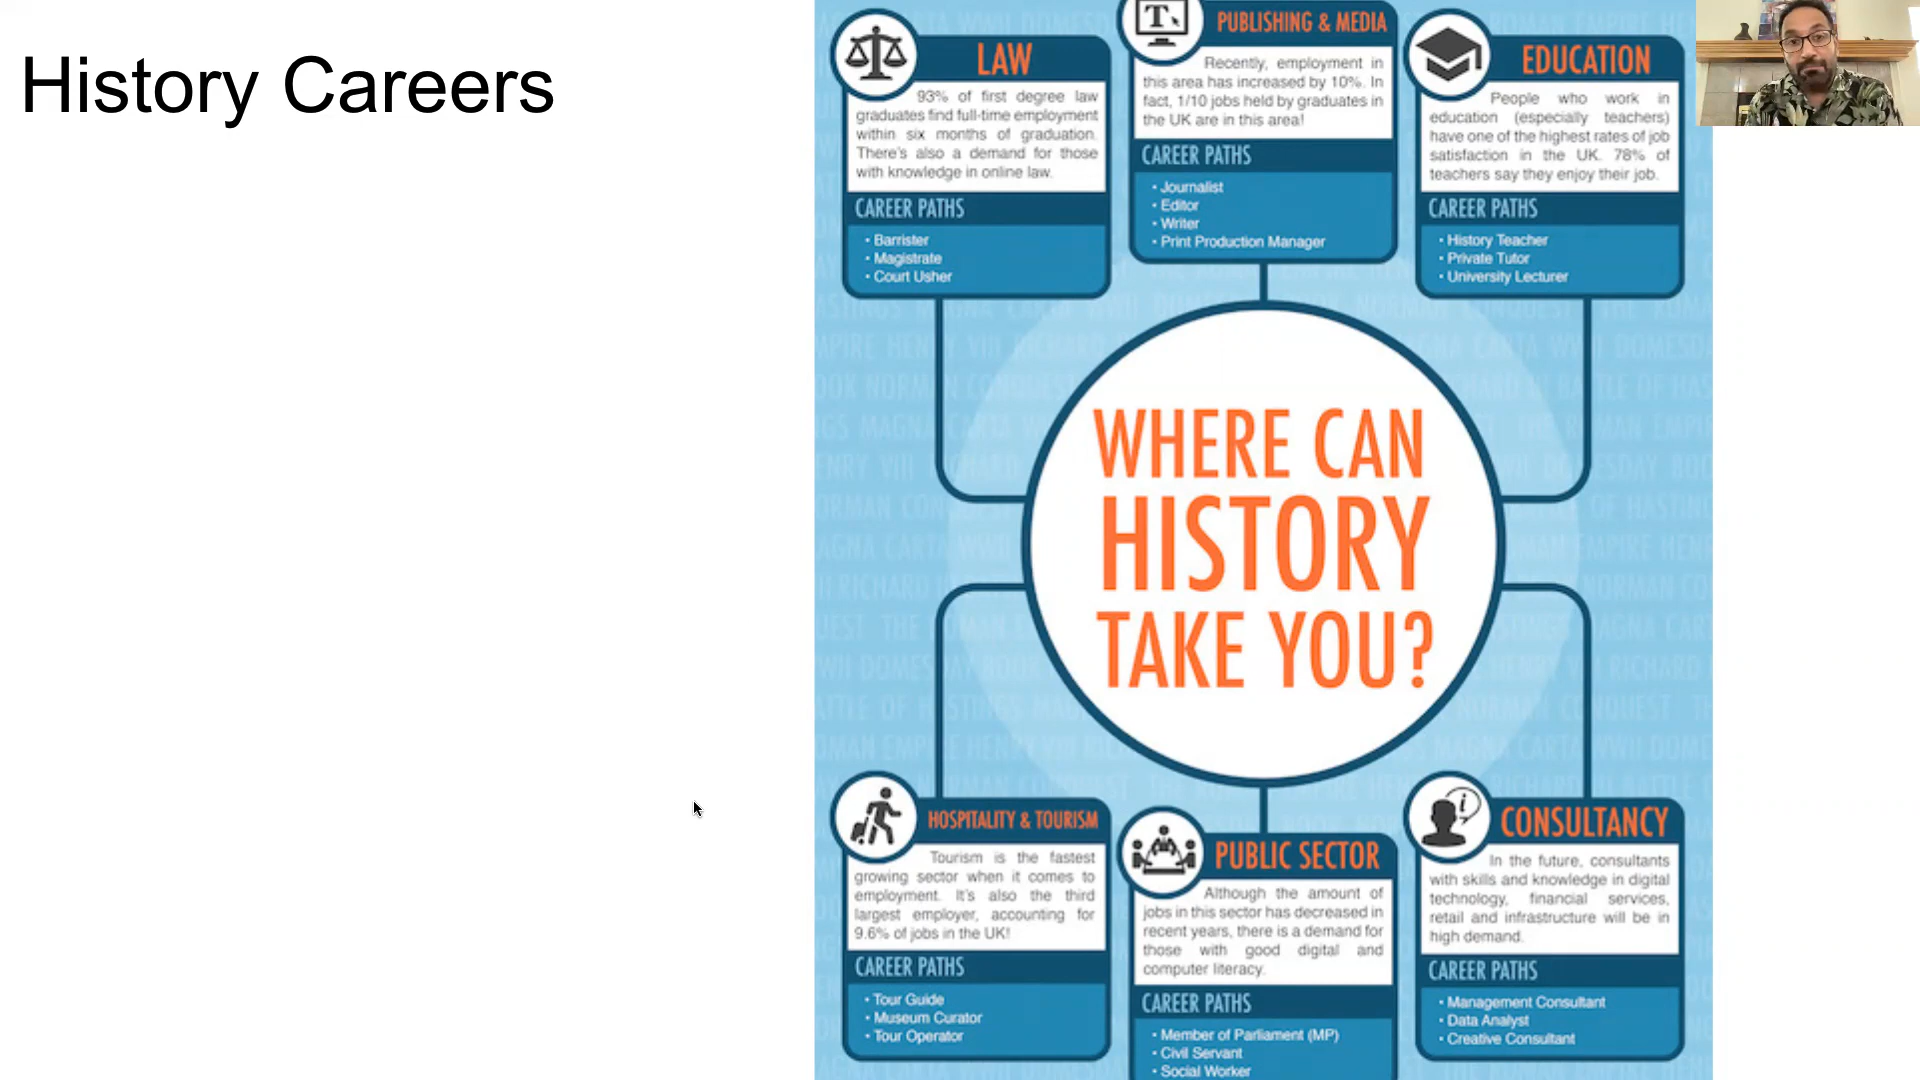 History Careers
LAW
93% of first degree law
graduates find full-time employment
within six months of graduation.
There's also a demand for those
with knowledge in online law.
CAREER PATHS
• Barrister
• Magistrate
• Court Usher
PUBLISHING & MEDIA
Recently, employment in
this area has increased by 10%. In
fact, 1/10 jobs held by graduates in
the UK are in this area!
CAREER PATHS
• Journalist
• Editor
• Writer
• Print Production Manager
EDUCATION
People who work in
education (especially teachers)
have one of the highest rates of job
satisfaction in the UK. 78% of
teachers say they enjoy their job.
CAREER PATHS
• History Teacher
• Private Tutor
• University Lecturer
WHERE CAN
HISTORY
TAKE YOU?
HOSPITALITY & TOURISM
Tourism is the fastest
growing sector when it comes to
employment. It's also the third
largest employer, accounting for
9.6% of jobs in the UK!
CAREER PATHS
• Tour Guide
• Museum Curator
• Tour Operator
PUBLIC SECTOR
Although the amount of
jobs in this sector has decreased in
recent years, there is a demand for
those with good digital and
computer literacy.
CAREER PATHS
• Member of Parliament (MP)
• Civil Servant
• Social Worker
CONSULTANCY
In the future, consultants
with skills and knowledge in digital
technology, financial services,
retail and infrastructure will be in
high demand.
CAREER PATHS
• Management Consultant
• Data Analyst
• Creative Consultant